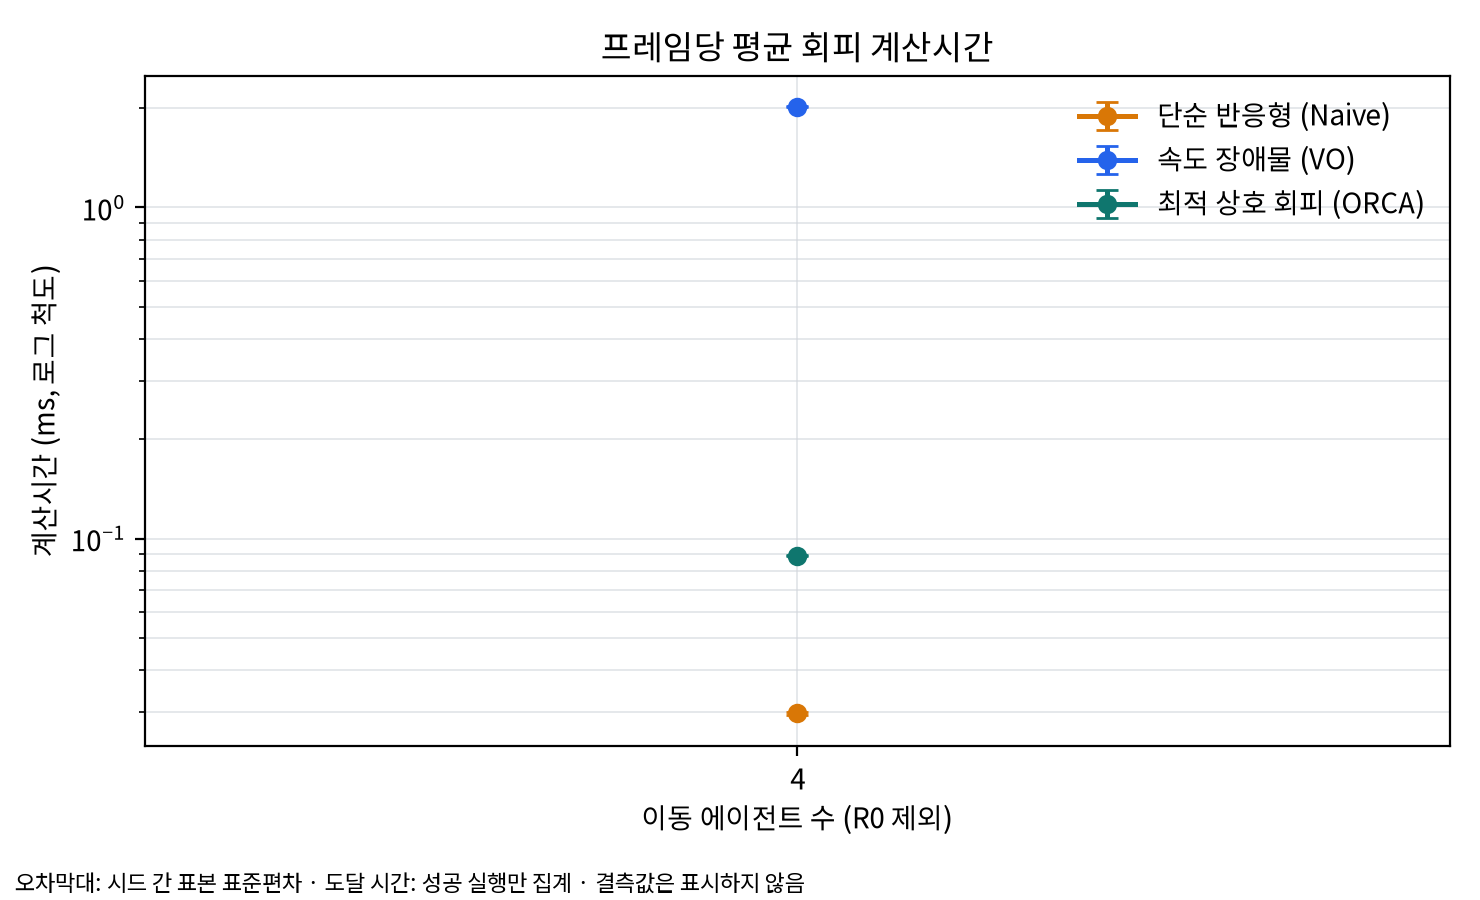 프레임당 평균 회피 계산시간
단순 반응형 (Naive)
속도 장애물 (VO)
최적 상호 회피 (ORCA)
계산시간 (ms, 로그 척도)
10⁰
10⁻¹
4
이동 에이전트 수 (R0 제외)
오차막대: 시드 간 표본 표준편차 · 도달 시간: 성공 실행만 집계 · 결측값은 표시하지 않음